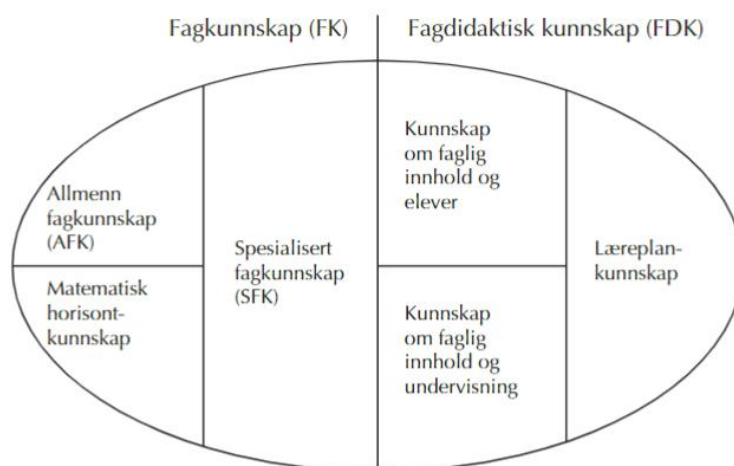 Fagkunnskap (FK)
Fagdidaktisk kunnskap (FDK)
Allmenn
fagkunnskap
(AFK)
Matematisk
horisont-
kunnskap
Spesialisert
fagkunnskap
(SFK)
Kunnskap
om faglig
innhold og
elever
Kunnskap
om faglig
innhold og
undervisning
Læreplan-
kunnskap